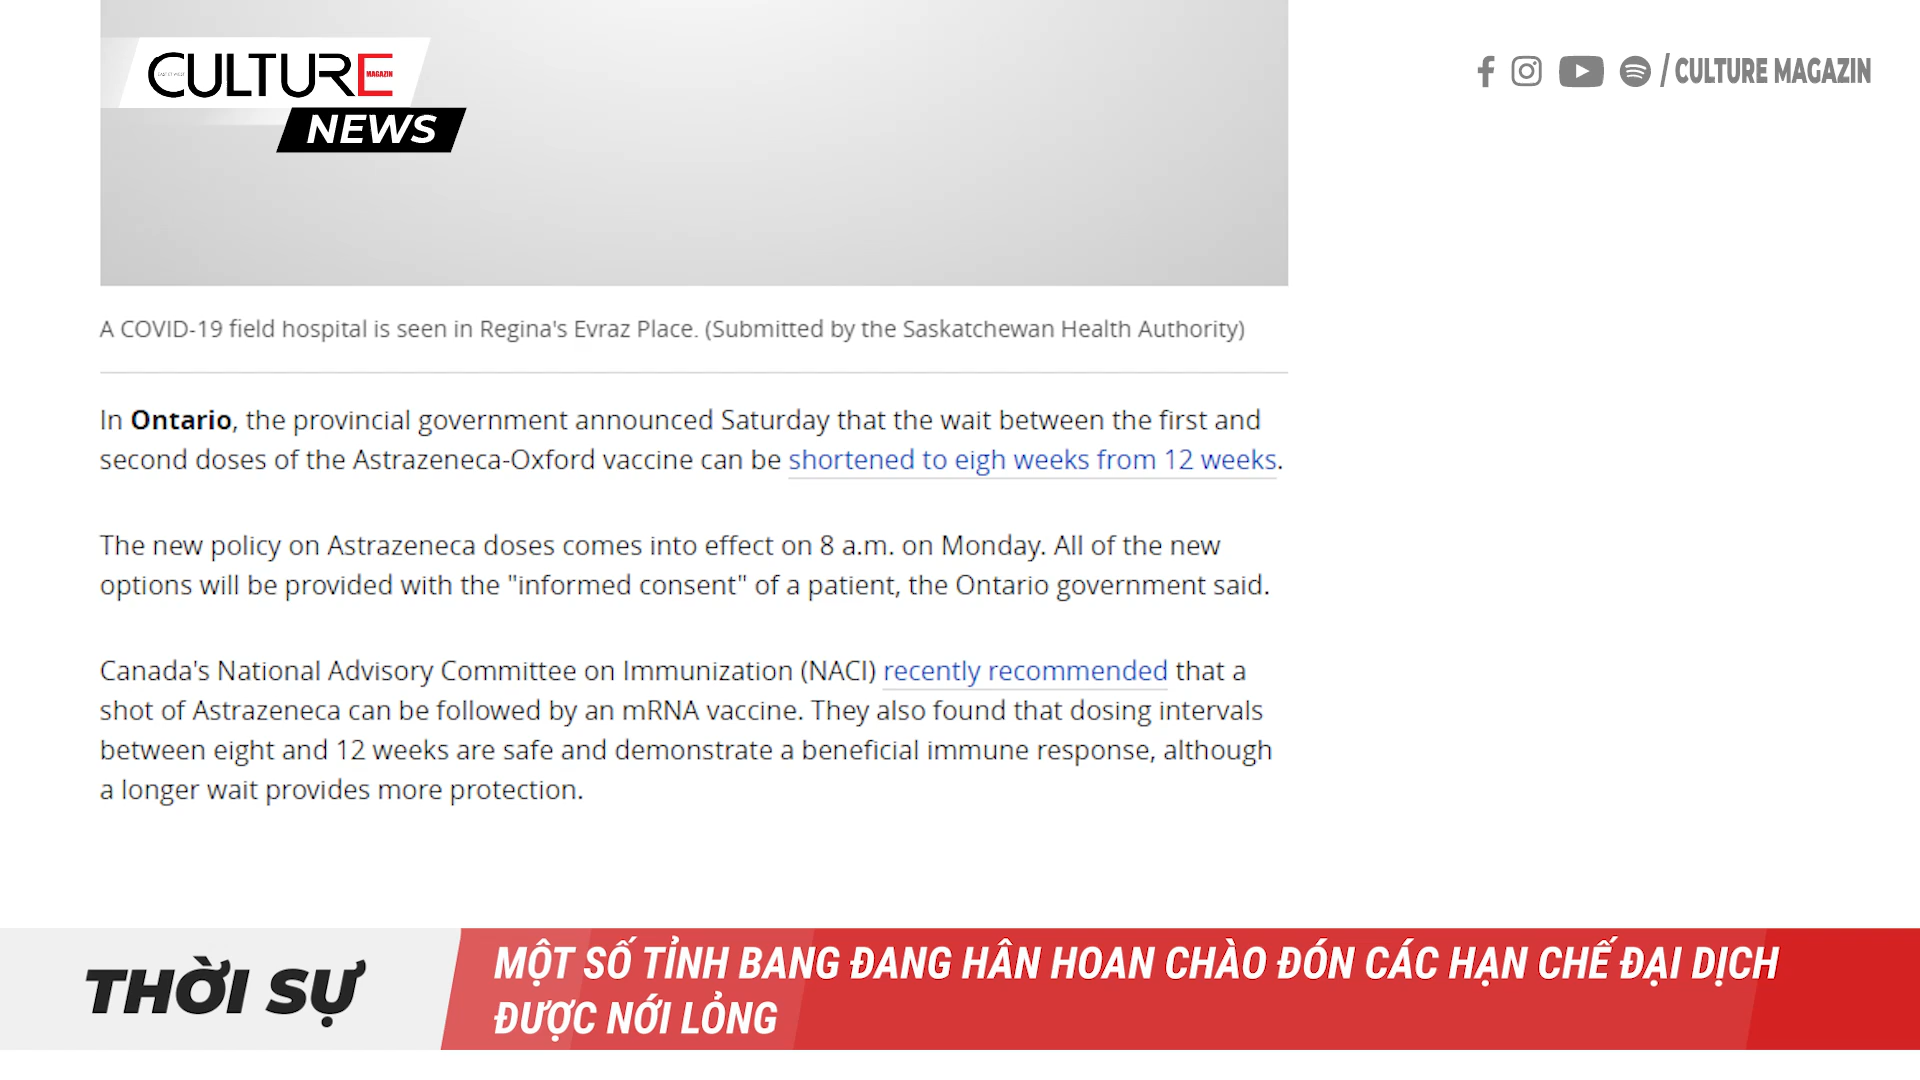 CULTURE
MAGAZIN
NEWS
/ CULTURE MAGAZIN
A COVID-19 field hospital is seen in Regina's Evraz Place. (Submitted by the Saskatchewan Health Authority)
In Ontario, the provincial government announced Saturday that the wait between the first and
second doses of the Astrazeneca-Oxford vaccine can be shortened to eigh weeks from 12 weeks.
The new policy on Astrazeneca doses comes into effect on 8 a.m. on Monday. All of the new
options will be provided with the "informed consent" of a patient, the Ontario government said.
Canada's National Advisory Committee on Immunization (NACI) recently recommended that a
shot of Astrazeneca can be followed by an mRNA vaccine. They also found that dosing intervals
between eight and 12 weeks are safe and demonstrate a beneficial immune response, although
a longer wait provides more protection.
THỜI SỰ
MỘT SỐ TỈNH BANG ĐANG HÂN HOAN CHÀO ĐÓN CÁC HẠN CHẾ ĐẠI DỊCH
ĐƯỢC NỚI LỎNG